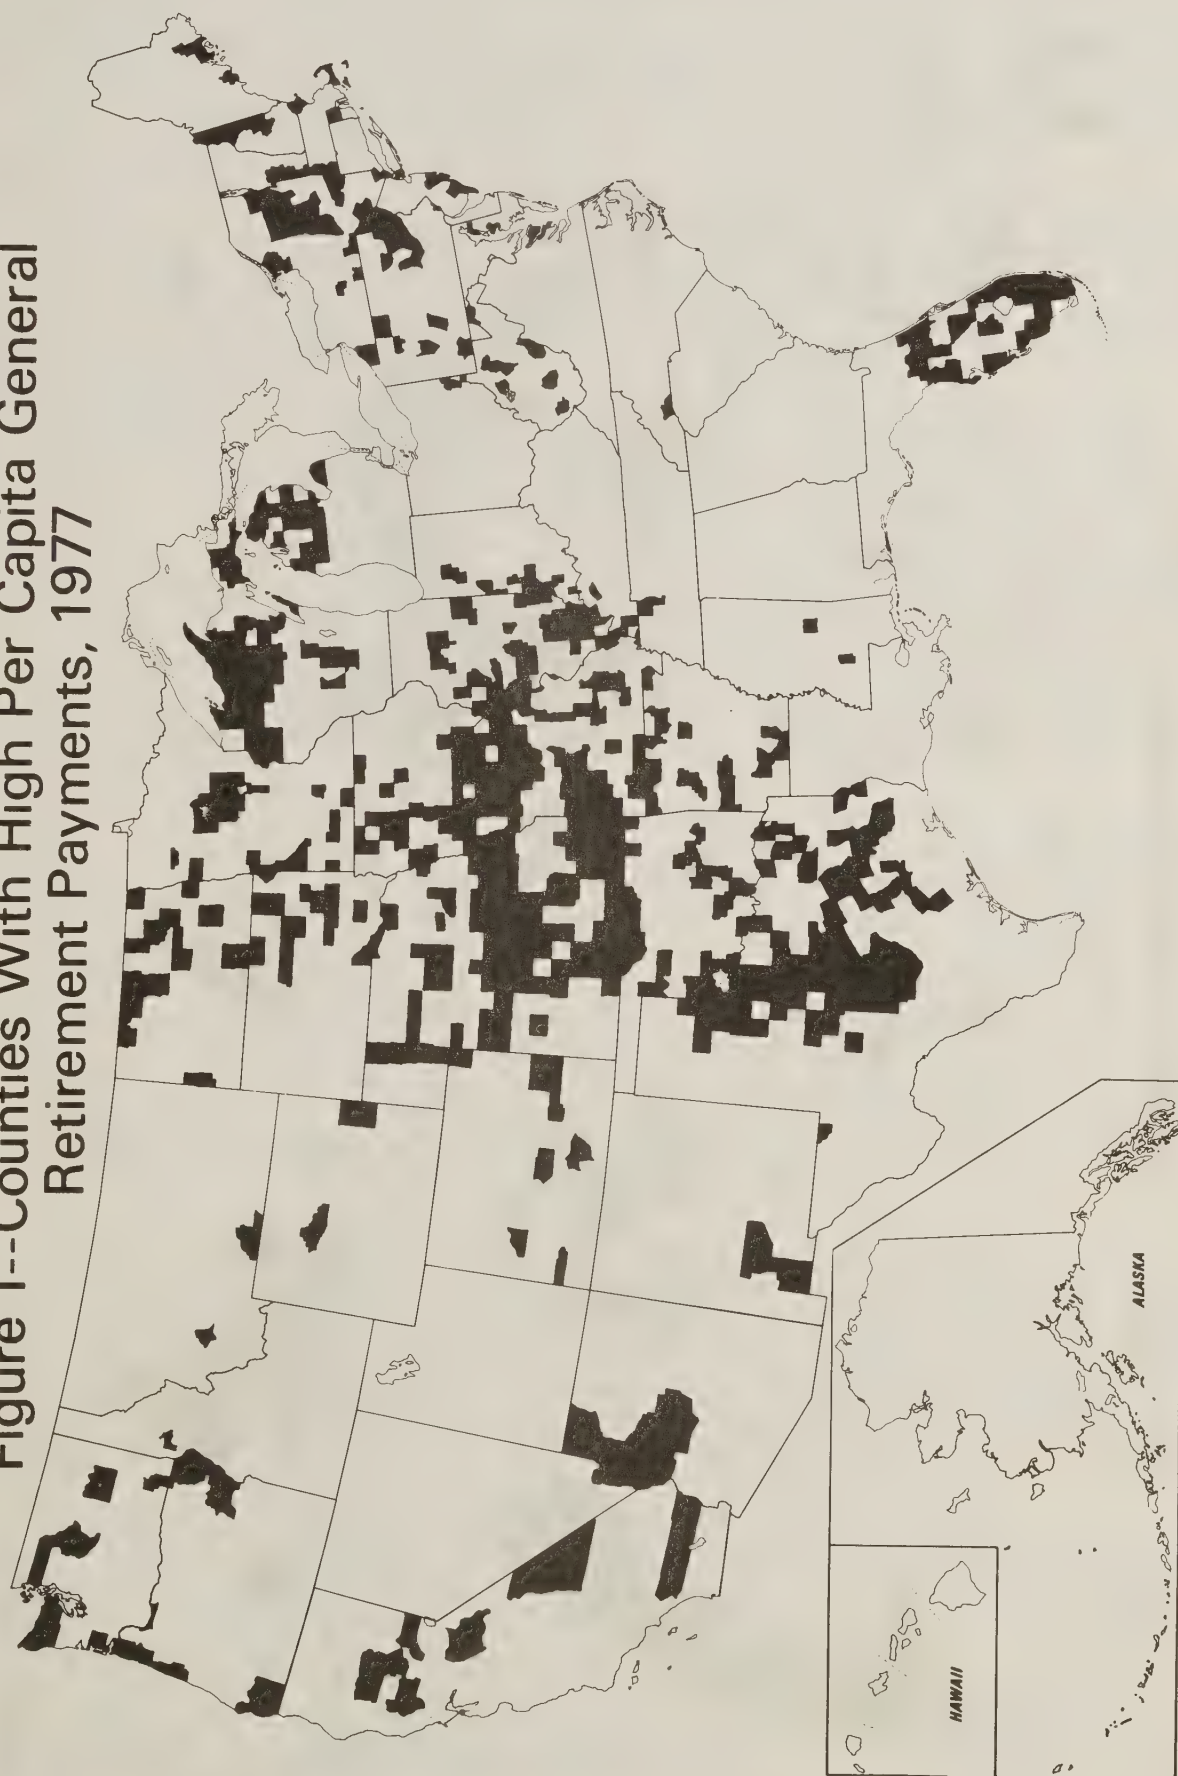 Figure 1--Counties With High Per Capita General
Retirement Payments, 1977
ALASKA
HAWAII